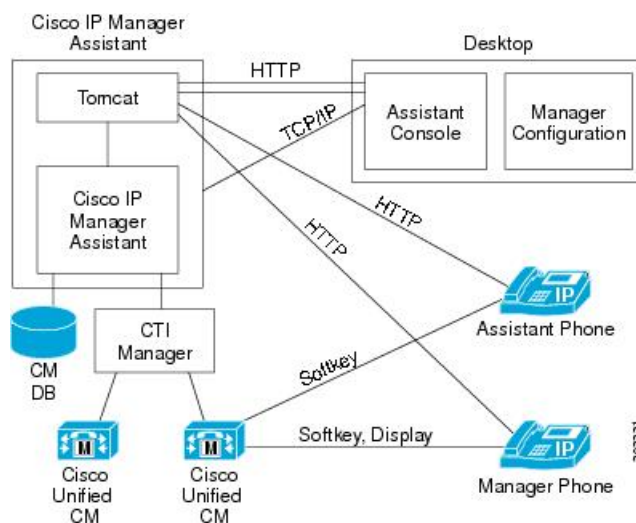 Cisco IP Manager
Assistant
Desktop
HTTP
Tomcat
TCP/IP
Assistant
Console
Manager
Configuration
Cisco IP
Manager
Assistant
HTTP
HTTP
IP
Assistant Phone
CTI
Manager
CM
DB
Softkey
M
Cisco
Unified
CM
M
Cisco
Unified
CM
Softkey, Display
IP
Manager Phone